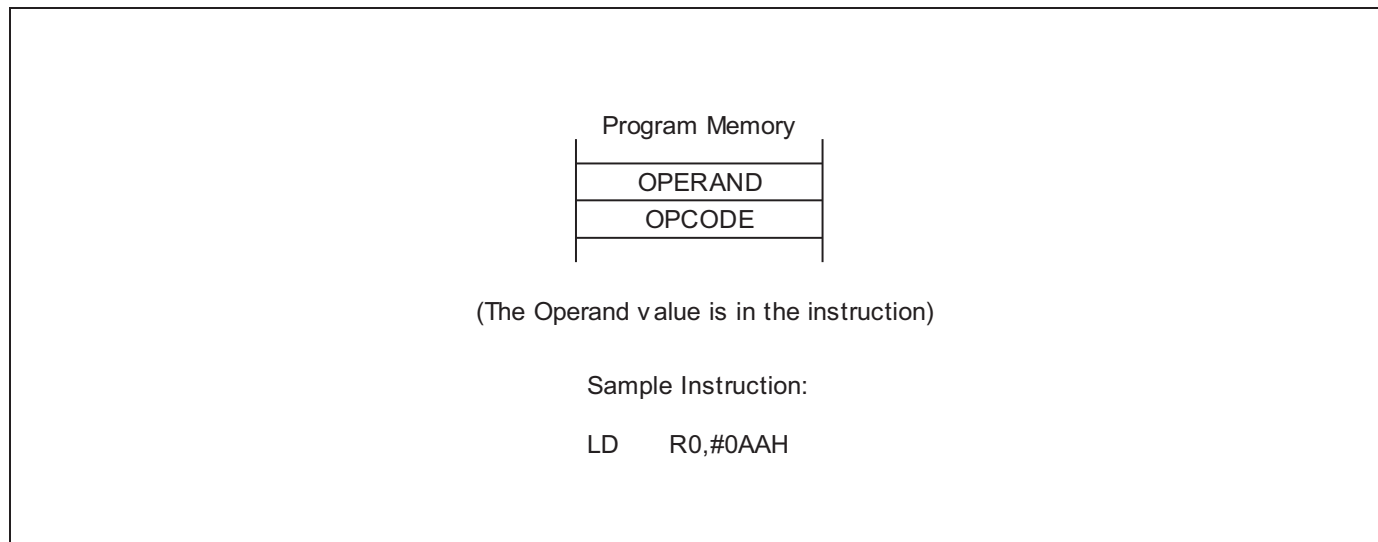 Program Memory
OPERAND
OPCODE
(The Operand value is in the instruction)
Sample Instruction:
LD R0,#0AAH